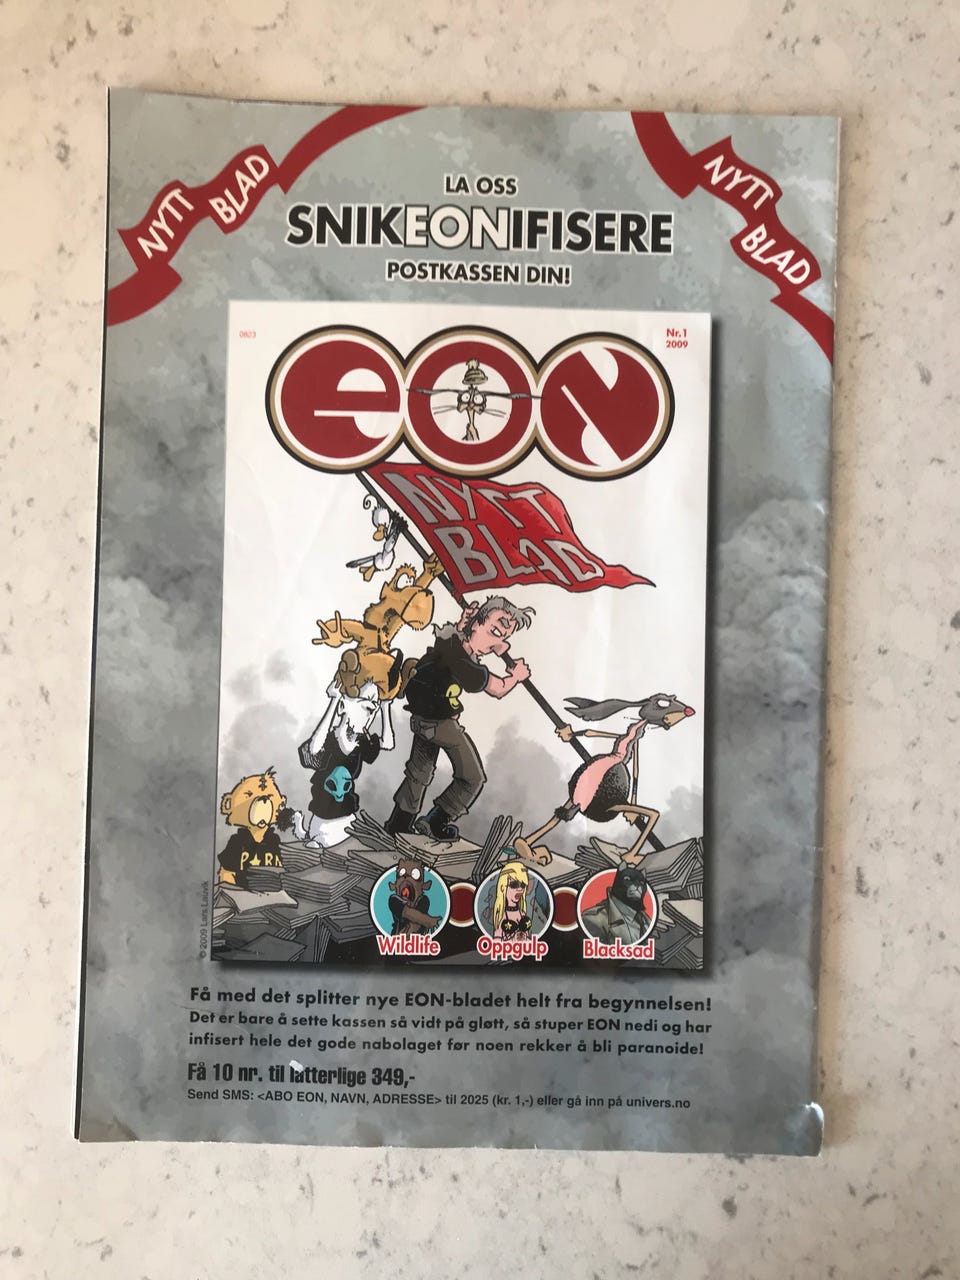 NYTT BLAD
NYTT BLAD
LA OSS
SNIKEONIFISERE
POSTKASSEN DIN!
0823
Nr.1
2009
eon
NYTT
BLAD
P★RN
Wildlife
Oppgulp
Blacksad
© 2009 Lars Lauvik
Få med det splitter nye EON-bladet helt fra begynnelsen!
Det er bare å sette kassen så vidt på gløtt, så stuper EON nedi og har
infisert hele det gode nabolaget før noen rekker å bli paranoide!
Få 10 nr. til latterlige 349,-
Send SMS: <ABO EON, NAVN, ADRESSE> til 2025 (kr. 1,-) eller gå inn på univers.no